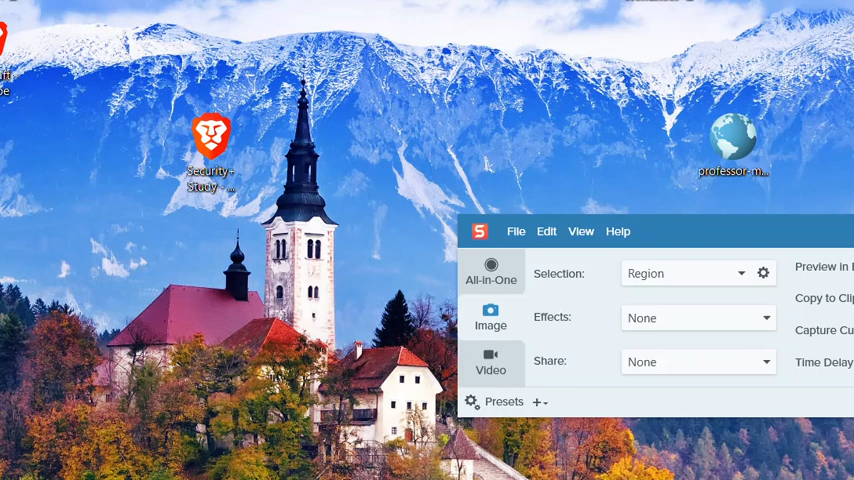 Security+
Study - ...
professor-m...
S
File Edit View Help
All-in-One
Image
Video
Selection:
Region
Effects:
None
Share:
None
Preview in
Copy to Cli
Capture Cu
Time Delay
Presets